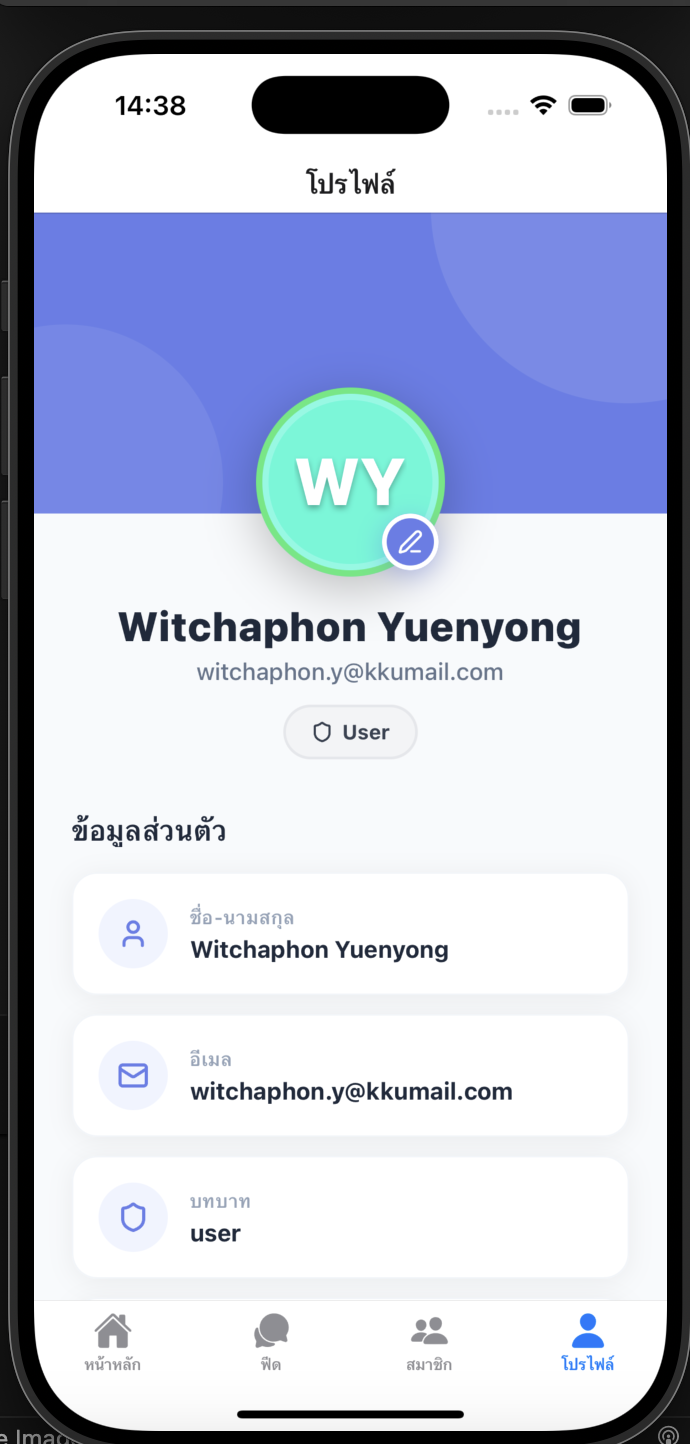 14:38
โปรไฟล์
WY
Witchaphon Yuenyong
witchaphon.y@kkumail.com
User
ข้อมูลส่วนตัว
ชื่อ-นามสกุล
Witchaphon Yuenyong
อีเมล
witchaphon.y@kkumail.com
บทบาท
user
หน้าหลัก
ฟีด
สมาชิก
โปรไฟล์